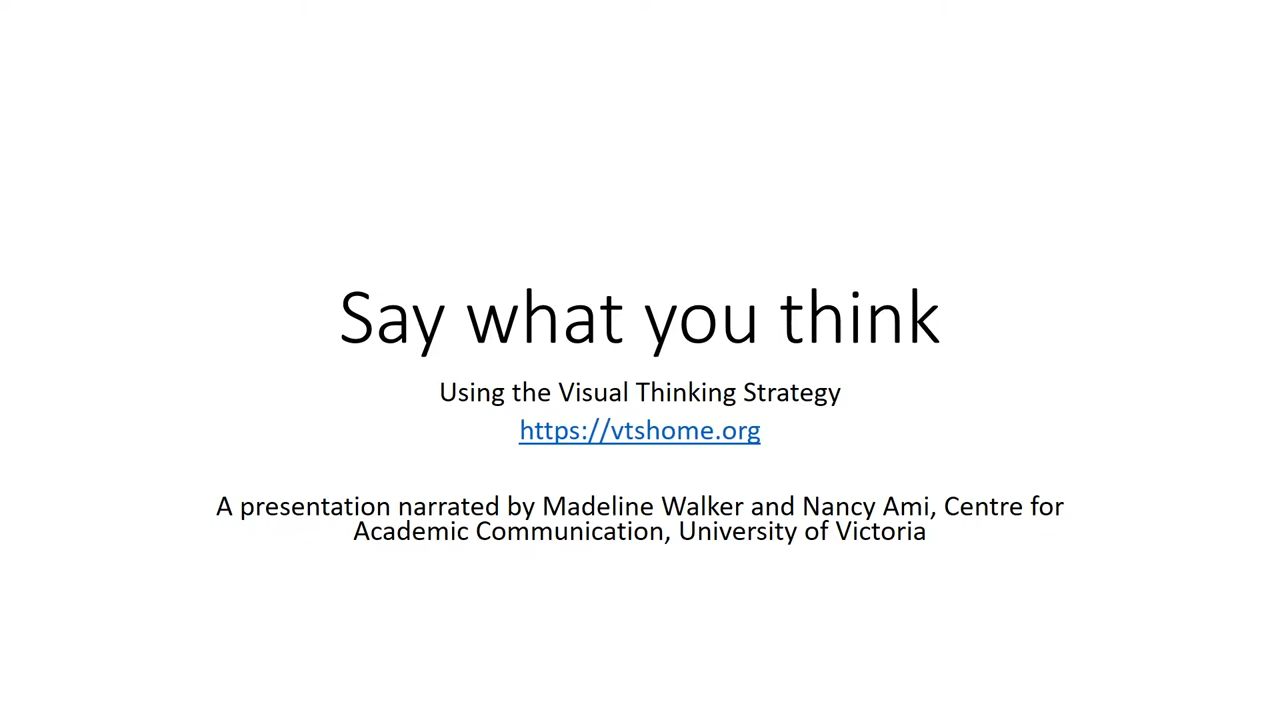 Say what you think
Using the Visual Thinking Strategy
https://vtshome.org
A presentation narrated by Madeline Walker and Nancy Ami, Centre for
Academic Communication, University of Victoria